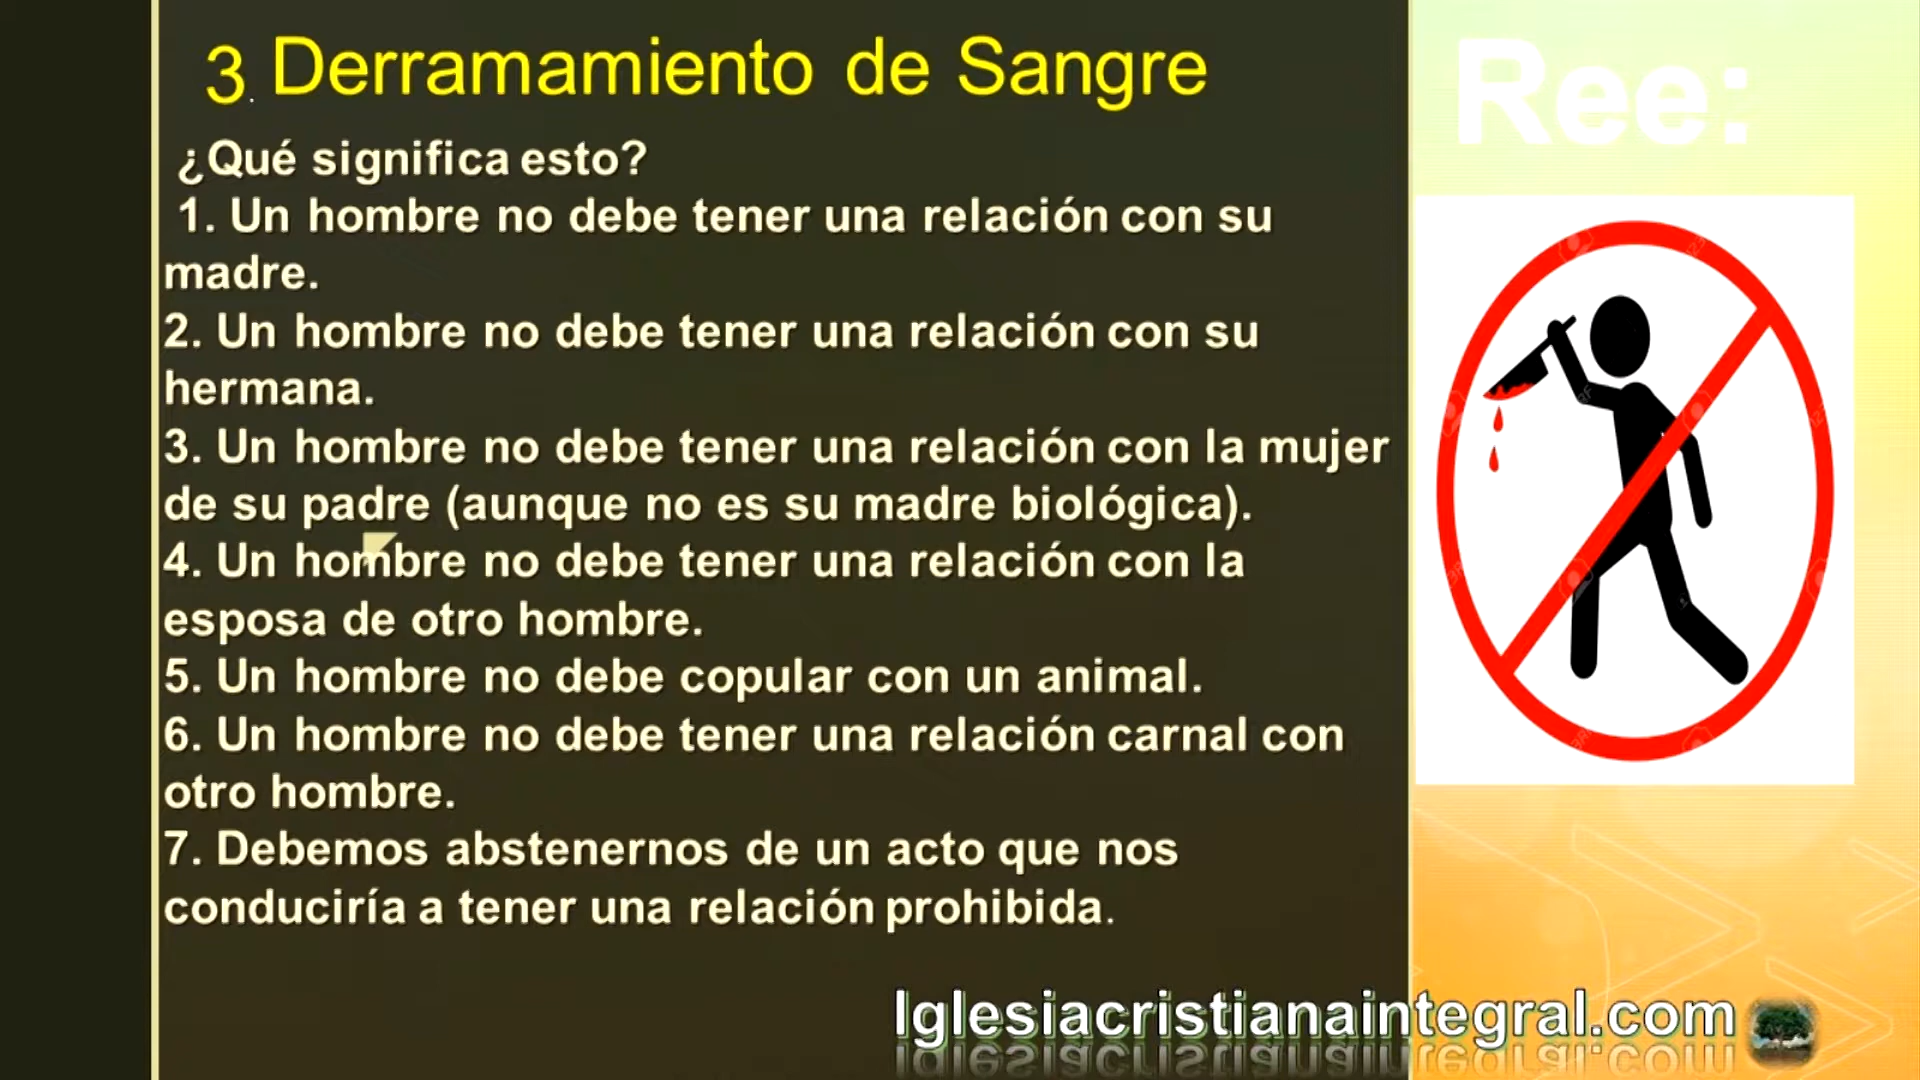 3. Derramamiento de Sangre
Ree:
¿Qué significa esto?
1. Un hombre no debe tener una relación con su
madre.
2. Un hombre no debe tener una relación con su
hermana.
3. Un hombre no debe tener una relación con la mujer
de su padre (aunque no es su madre biológica).
4. Un hombre no debe tener una relación con la
esposa de otro hombre.
5. Un hombre no debe copular con un animal.
6. Un hombre no debe tener una relación carnal con
otro hombre.
7. Debemos abstenernos de un acto que nos
conduciría a tener una relación prohibida.
Iglesiacristianaintegral.com